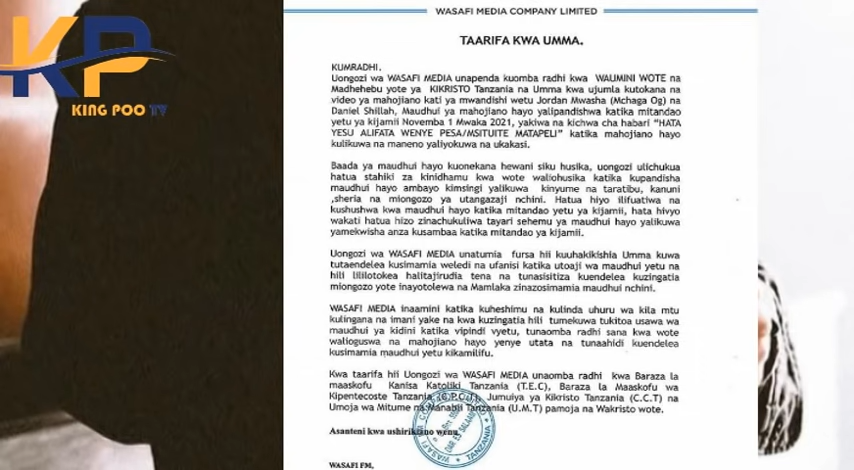 KP
KING POO TV
WASAFI MEDIA COMPANY LIMITED
TAARIFA KWA UMMA.
KUMRADHI,
Uongozi wa WASAFI MEDIA unapenda kuomba radhi kwa WAUMINI WOTE na
Madhehebu yote ya KIKRISTO Tanzania na Umma kwa ujumla kutokana na
video ya mahojiano kati ya mwandishi wetu Jordan Mwasha (Mchaga Og) na
Daniel Shillah, Maudhui ya mahojiano hayo yalipandishwa katika mitandao
yetu ya kijamii Novemba 1 Mwaka 2021, yakiwa na kichwa cha habari "HATA
YESU ALIFATA WENYE PESA/MSITUITE MATAPELI" katika mahojiano hayo
kulikuwa na maneno yaliyokuwa na ukakasi.
Baada ya maudhui hayo kuonekana hewani siku husika, uongozi ulichukua
hatua stahiki za kinidhamu kwa wote waliohusika katika kupandisha
maudhui hayo ambayo kimsingi yalikuwa kinyume na taratibu, kanuni
,sheria na miongozo ya utangazaji nchini. Hatua hiyo ilifuatiwa na
kushushwa kwa maudhui hayo katika mitandao yetu ya kijamii, hata hivyo
wakati hatua hizo zinachukuliwa tayari sehemu ya maudhui hayo yalikuwa
yamekwisha anza kusambaa katika mitandao ya kijamii.
Uongozi wa WASAFI MEDIA unatumia fursa hii kuuhakikishia Umma kuwa
tutaendelea kusimamia weledi na ufanisi katika utoaji wa maudhui yetu na
hili lililotokea halitajirudia tena na tunasisitiza kuendelea kuzingatia
miongozo yote inayotolewa na Mamlaka zinazosimamia maudhui nchini.
WASAFI MEDIA inaamini katika kuheshimu na kulinda uhuru wa kila mtu
kulingana na imani yake na kwa kuzingatia hili tumekuwa tukitoa usawa wa
maudhui ya kidini katika vipindi vyetu, tunaomba radhi sana kwa wote
walioguswa na mahojiano hayo yenye utata na tunaahidi kuendelea
kusimamia maudhui yetu kikamilifu.
Kwa taarifa hii Uongozi wa WASAFI MEDIA unaomba radhi kwa Baraza la
maaskofu Kanisa Katoliki Tanzania (T.E.C), Baraza la Maaskofu wa
Kipentecoste Tanzania (C.P.C.T), Jumuiya ya Kikristo Tanzania (C.C.T) na
Umoja wa Mitume na Manabii Tanzania (U.M.T) pamoja na Wakristo wote.
Asanteni kwa ushirikiano wenu.
DAR ES SALAAM
TANZANIA
WASAFI FM,